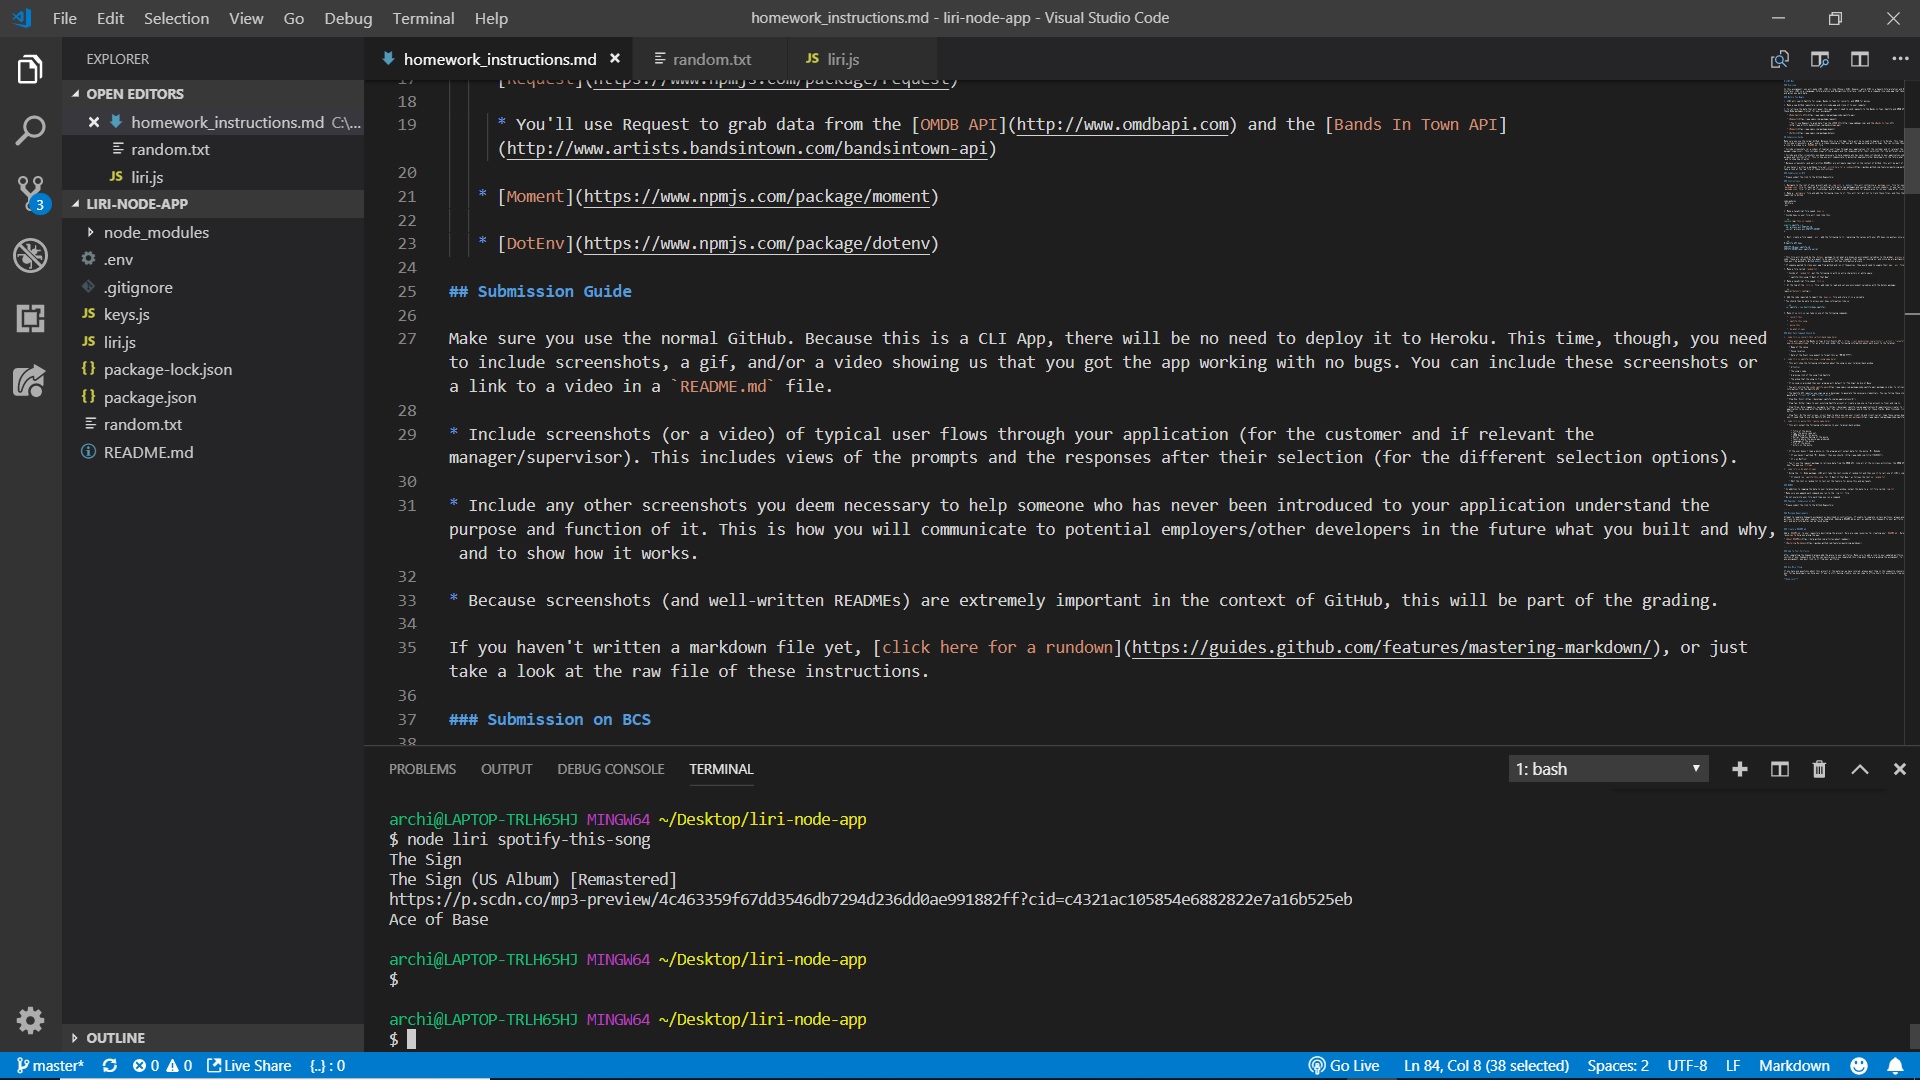 File Edit Selection View Go Debug Terminal Help
homework_instructions.md - liri-node-app - Visual Studio Code
EXPLORER
OPEN EDITORS
homework_instructions.md C:\...
random.txt
JS liri.js
3
LIRI-NODE-APP
node_modules
.env
.gitignore
JS keys.js
JS liri.js
{} package-lock.json
{} package.json
random.txt
README.md
OUTLINE
homework_instructions.md
random.txt
JS liri.js
17 [Request](https://www.npmjs.com/package/request)
18
19 * You'll use Request to grab data from the [OMDB API](http://www.omdbapi.com) and the [Bands In Town API]
(http://www.artists.bandsintown.com/bandsintown-api)
20
21 * [Moment](https://www.npmjs.com/package/moment)
22
23 * [DotEnv](https://www.npmjs.com/package/dotenv)
24
25 ## Submission Guide
26
27 Make sure you use the normal GitHub. Because this is a CLI App, there will be no need to deploy it to Heroku. This time, though, you need
to include screenshots, a gif, and/or a video showing us that you got the app working with no bugs. You can include these screenshots or
a link to a video in a `README.md` file.
28
29 * Include screenshots (or a video) of typical user flows through your application (for the customer and if relevant the
manager/supervisor). This includes views of the prompts and the responses after their selection (for the different selection options).
30
31 * Include any other screenshots you deem necessary to help someone who has never been introduced to your application understand the
purpose and function of it. This is how you will communicate to potential employers/other developers in the future what you built and why,
and to show how it works.
32
33 * Because screenshots (and well-written READMEs) are extremely important in the context of GitHub, this will be part of the grading.
34
35 If you haven't written a markdown file yet, [click here for a rundown](https://guides.github.com/features/mastering-markdown/), or just
take a look at the raw file of these instructions.
36
37 ### Submission on BCS
38
PROBLEMS OUTPUT DEBUG CONSOLE TERMINAL
1: bash
archi@LAPTOP-TRLH65HJ MINGW64 ~/Desktop/liri-node-app
$ node liri spotify-this-song
The Sign
The Sign (US Album) [Remastered]
https://p.scdn.co/mp3-preview/4c463359f67dd3546db7294d236dd0ae991882ff?cid=c4321ac105854e6882822e7a16b525eb
Ace of Base
archi@LAPTOP-TRLH65HJ MINGW64 ~/Desktop/liri-node-app
$
archi@LAPTOP-TRLH65HJ MINGW64 ~/Desktop/liri-node-app
$
master* 0 0 Live Share {..} : 0
Go Live Ln 84, Col 8 (38 selected) Spaces: 2 UTF-8 LF Markdown